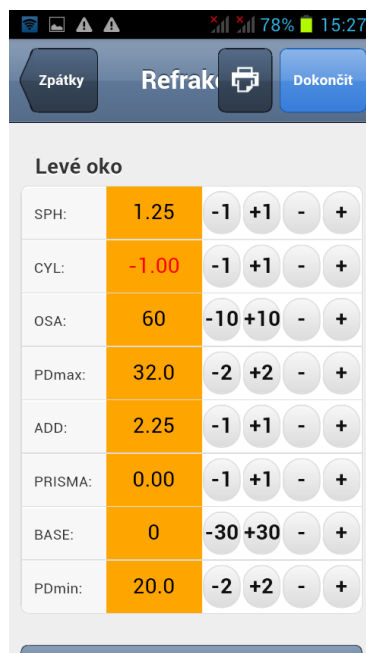 78% 15:27
Zpátky Refrak Dokončit
Levé oko
SPH: 1.25 -1 +1 - +
CYL: -1.00 -1 +1 - +
OSA: 60 -10 +10 - +
PDmax: 32.0 -2 +2 - +
ADD: 2.25 -1 +1 - +
PRISMA: 0.00 -1 +1 - +
BASE: 0 -30 +30 - +
PDmin: 20.0 -2 +2 - +